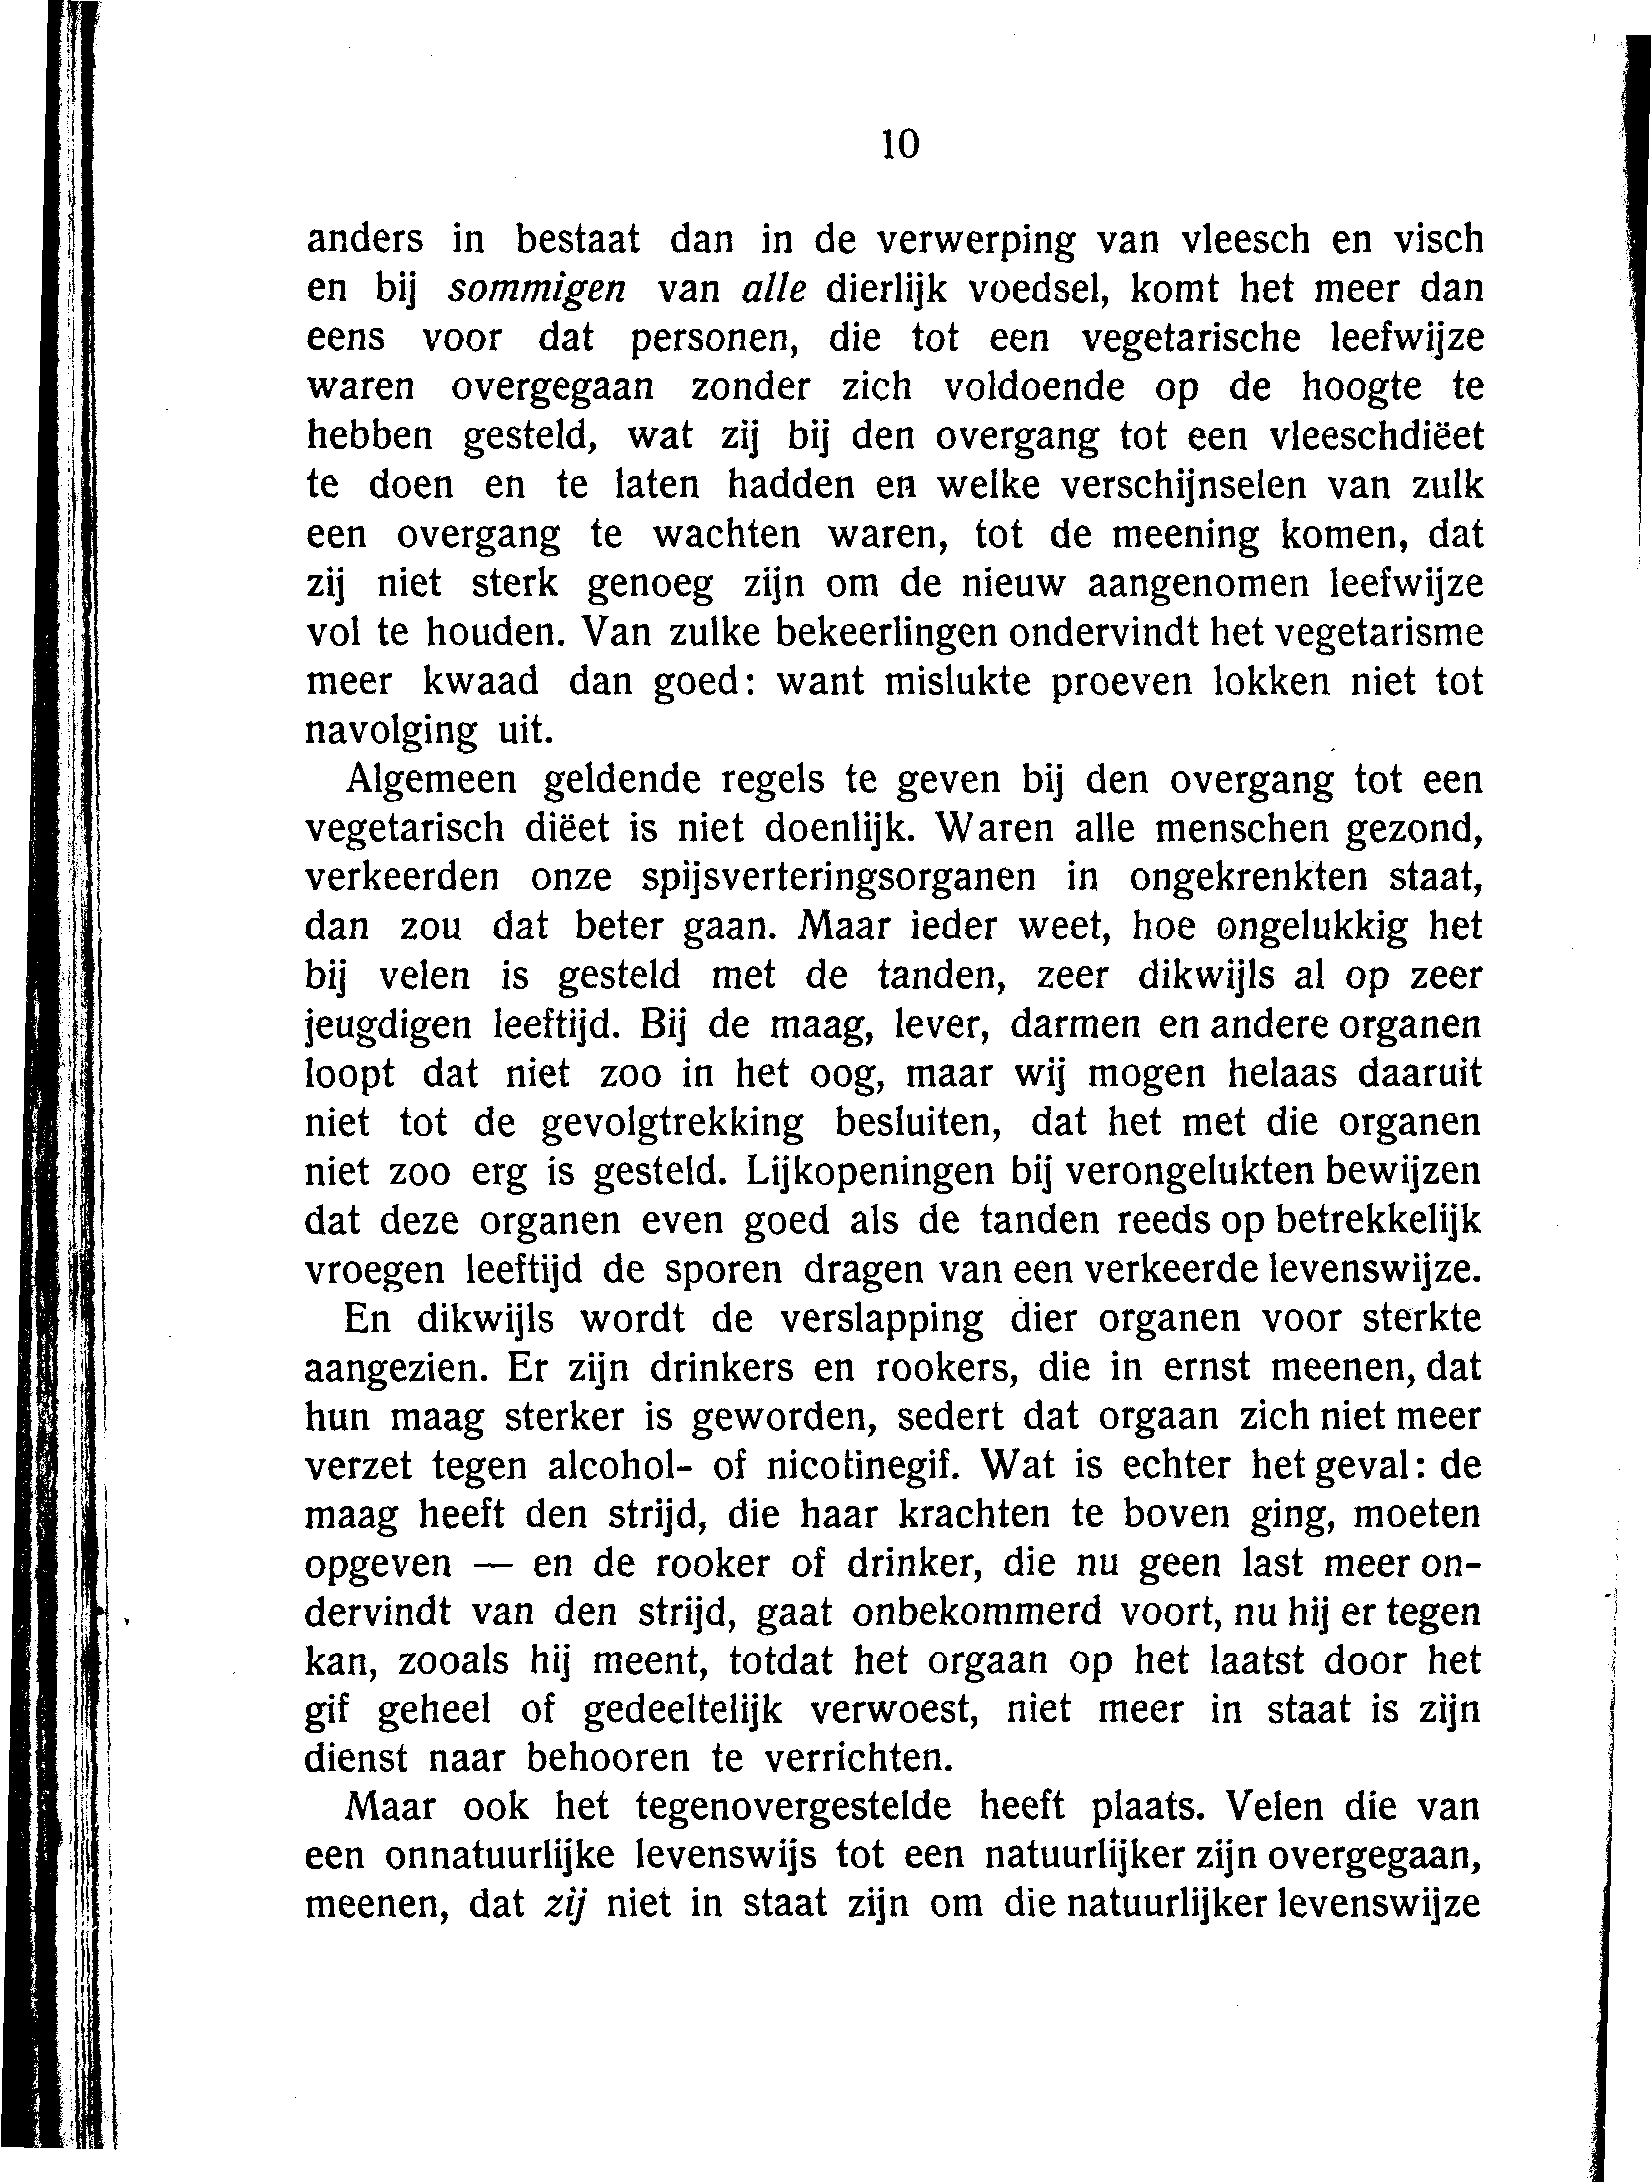 10
anders in bestaat dan in de verwerping van vleesch en visch
en bij sommigen van alle dierlijk voedsel, komt het meer dan
eens voor dat personen, die tot een vegetarische leefwijze
waren overgegaan zonder zich voldoende op de hoogte te
hebben gesteld, wat zij bij den overgang tot een vleeschdiëet
te doen en te laten hadden en welke verschijnselen van zulk
een overgang te wachten waren, tot de meening komen, dat
zij niet sterk genoeg zijn om de nieuw aangenomen leefwijze
vol te houden. Van zulke bekeerlingen ondervindt het vegetarisme
meer kwaad dan goed: want mislukte proeven lokken niet tot
navolging uit.
Algemeen geldende regels te geven bij den overgang tot een
vegetarisch diëet is niet doenlijk. Waren alle menschen gezond,
verkeerden onze spijsverteringsorganen in ongekrenkten staat,
dan zou dat beter gaan. Maar ieder weet, hoe ongelukkig het
bij velen is gesteld met de tanden, zeer dikwijls al op zeer
jeugdigen leeftijd. Bij de maag, lever, darmen en andere organen
loopt dat niet zoo in het oog, maar wij mogen helaas daaruit
niet tot de gevolgtrekking besluiten, dat het met die organen
niet zoo erg is gesteld. Lijkopeningen bij verongelukten bewijzen
dat deze organen even goed als de tanden reeds op betrekkelijk
vroegen leeftijd de sporen dragen van een verkeerde levenswijze.
En dikwijls wordt de verslapping dier organen voor sterkte
aangezien. Er zijn drinkers en rookers, die in ernst meenen, dat
hun maag sterker is geworden, sedert dat orgaan zich niet meer
verzet tegen alcohol- of nicotinegif. Wat is echter het geval: de
maag heeft den strijd, die haar krachten te boven ging, moeten
opgeven — en de rooker of drinker, die nu geen last meer on-
dervindt van den strijd, gaat onbekommerd voort, nu hij er tegen
kan, zooals hij meent, totdat het orgaan op het laatst door het
gif geheel of gedeeltelijk verwoest, niet meer in staat is zijn
dienst naar behooren te verrichten.
Maar ook het tegenovergestelde heeft plaats. Velen die van
een onnatuurlijke levenswijs tot een natuurlijker zijn overgegaan,
meenen, dat zij niet in staat zijn om die natuurlijker levenswijze